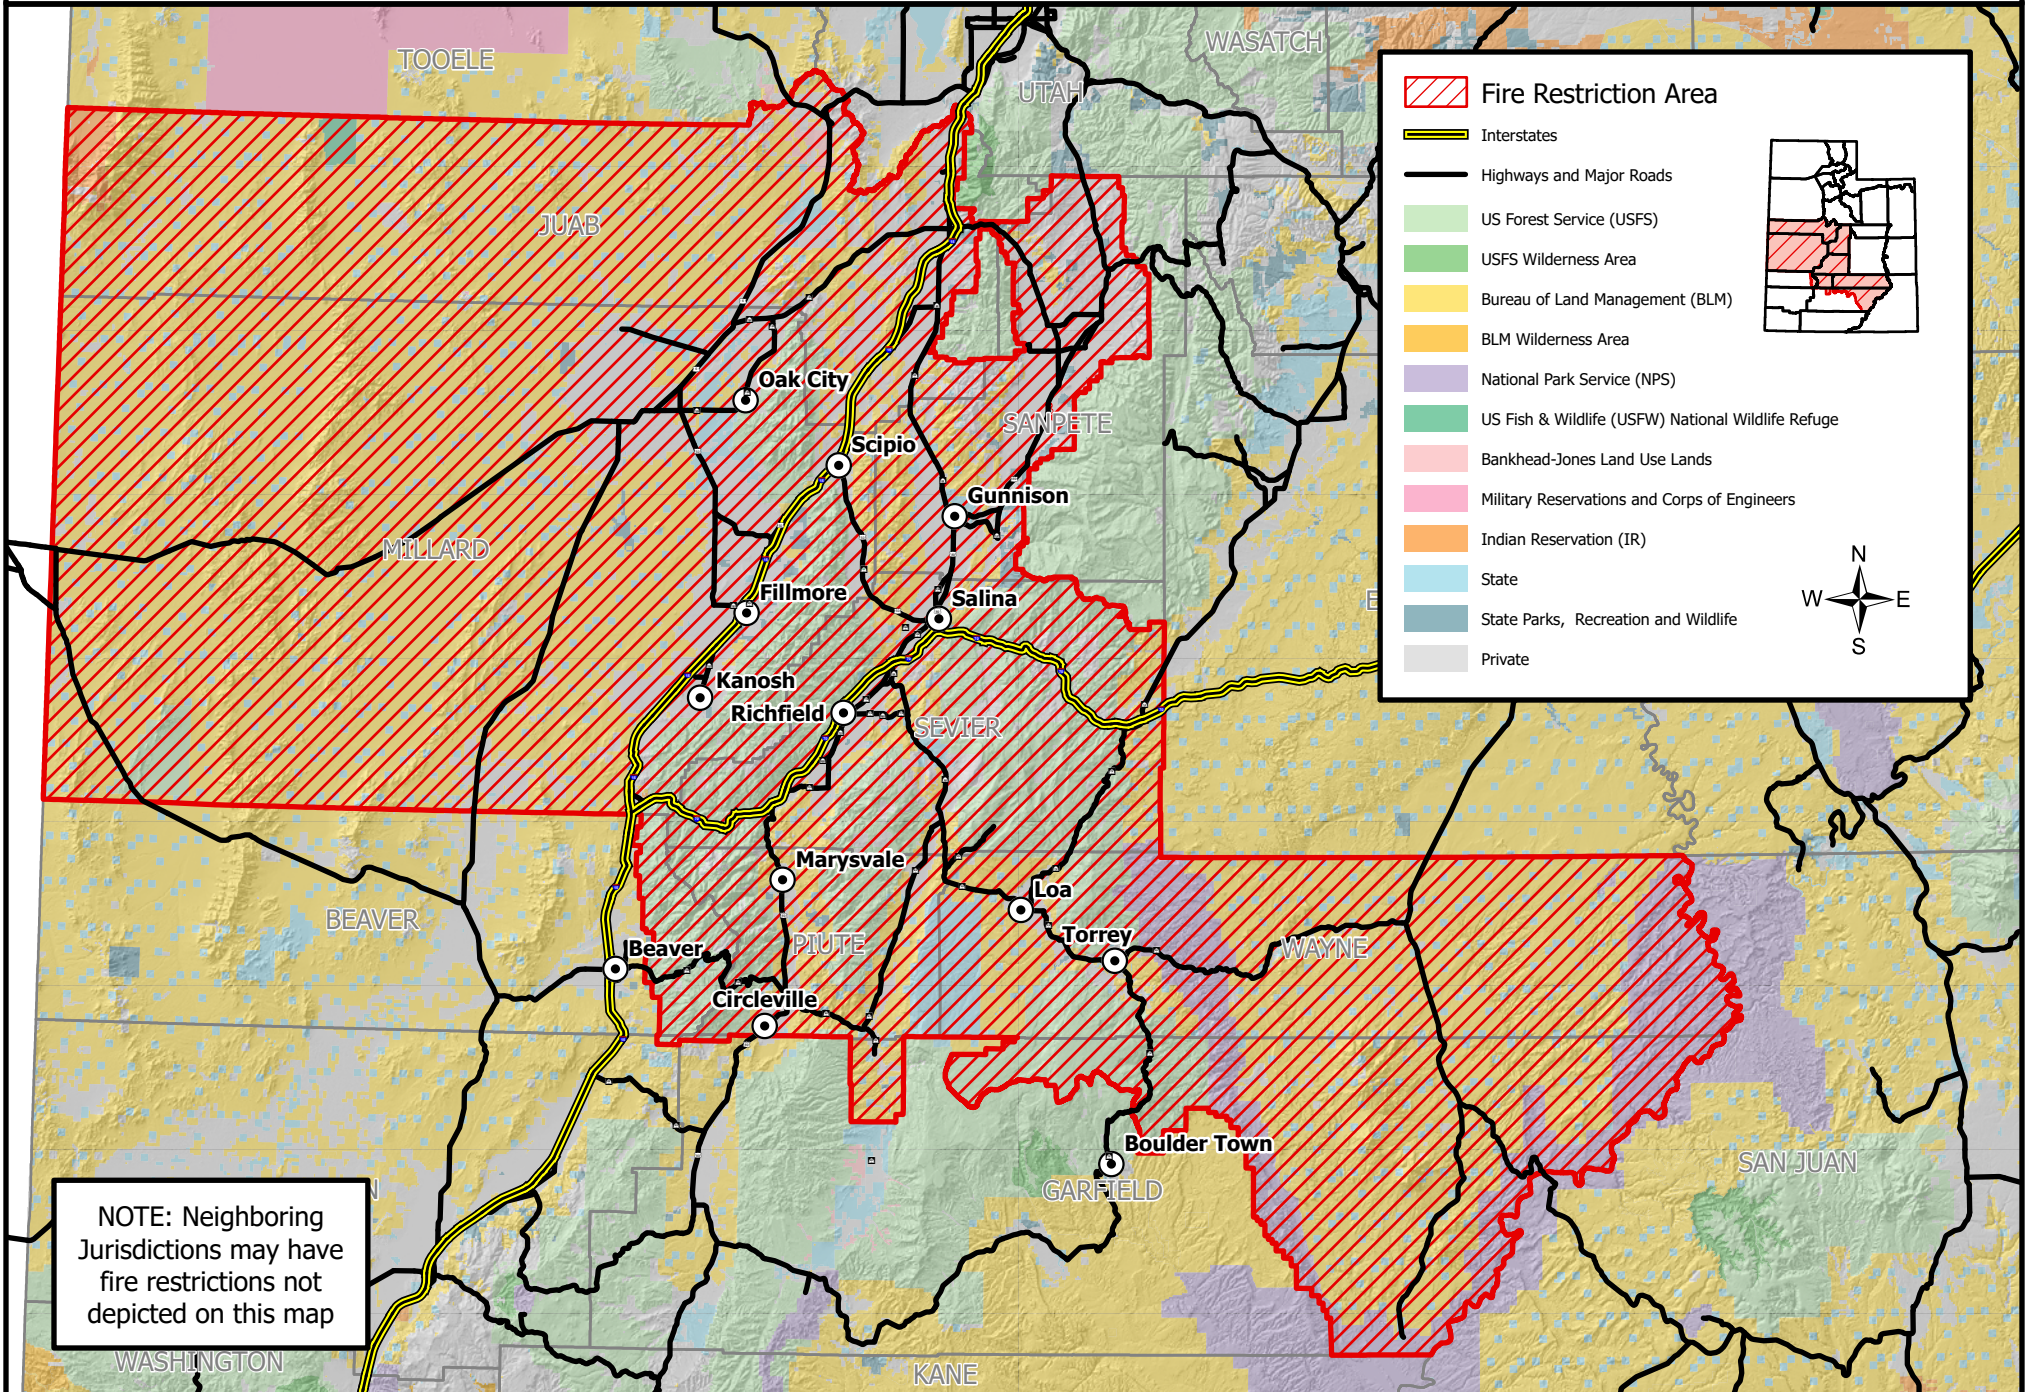 TOOELE
WASATCH
UTAH
JUAB
Oak City
SANPETE
Scipio
Gunnison
MILLARD
Fillmore
Salina
Kanosh
Richfield
SEVIER
Marysvale
Loa
BEAVER
Torrey
PIUTE
WAYNE
Beaver
Circleville
Boulder Town
SAN JUAN
GARFIELD
WASHINGTON
KANE
Fire Restriction Area
Interstates
Highways and Major Roads
US Forest Service (USFS)
USFS Wilderness Area
Bureau of Land Management (BLM)
BLM Wilderness Area
National Park Service (NPS)
US Fish & Wildlife (USFW) National Wildlife Refuge
Bankhead-Jones Land Use Lands
Military Reservations and Corps of Engineers
Indian Reservation (IR)
State
State Parks, Recreation and Wildlife
Private
N
W E
S
NOTE: Neighboring
Jurisdictions may have
fire restrictions not
depicted on this map